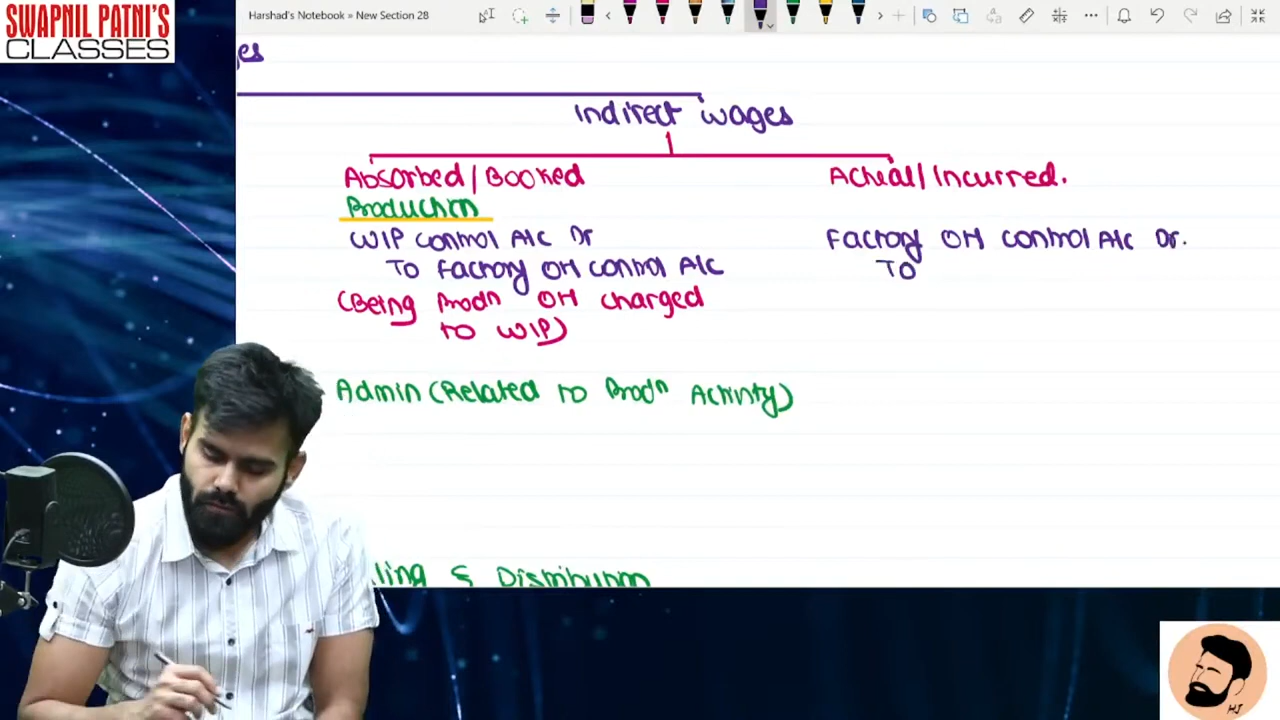 SWAPNIL PATNI'S
CLASSES
Harshad's Notebook » New Section 28
es
Indirect wages
Absorbed/Booked
Actual/Incurred.
Production
WIP control A/c Dr
To Factory OH control A/c
Factory OH control A/c Dr.
To
(Being Prodn OH charged
to WIP)
Admin (Related to Prodn Activity)
lling & Distribution
HJ